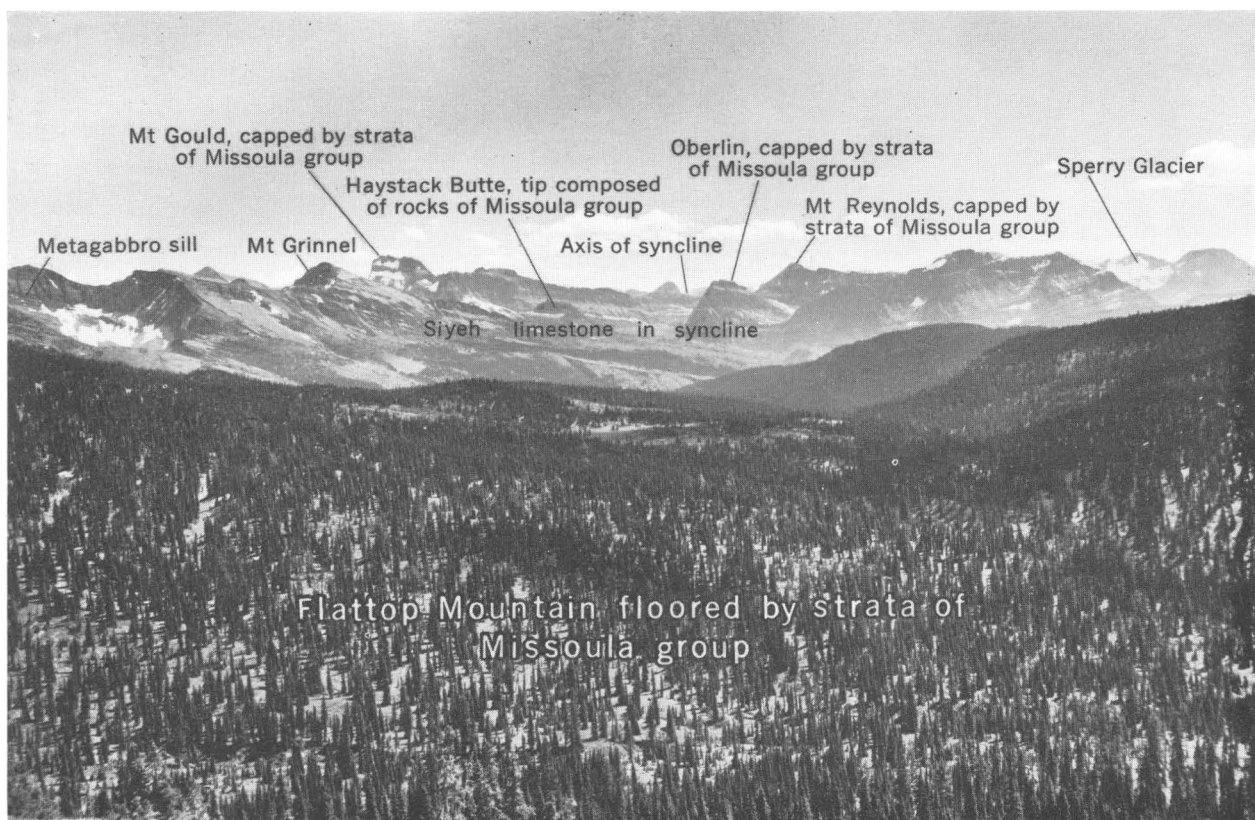 Mt Gould, capped by strata
of Missoula group
Oberlin, capped by strata
of Missoula group
Sperry Glacier
Haystack Butte, tip composed
of rocks of Missoula group
Mt Reynolds, capped by
strata of Missoula group
Metagabbro sill
Mt Grinnel
Axis of syncline
Siyeh limestone in syncline
Flattop Mountain floored by strata of
Missoula group